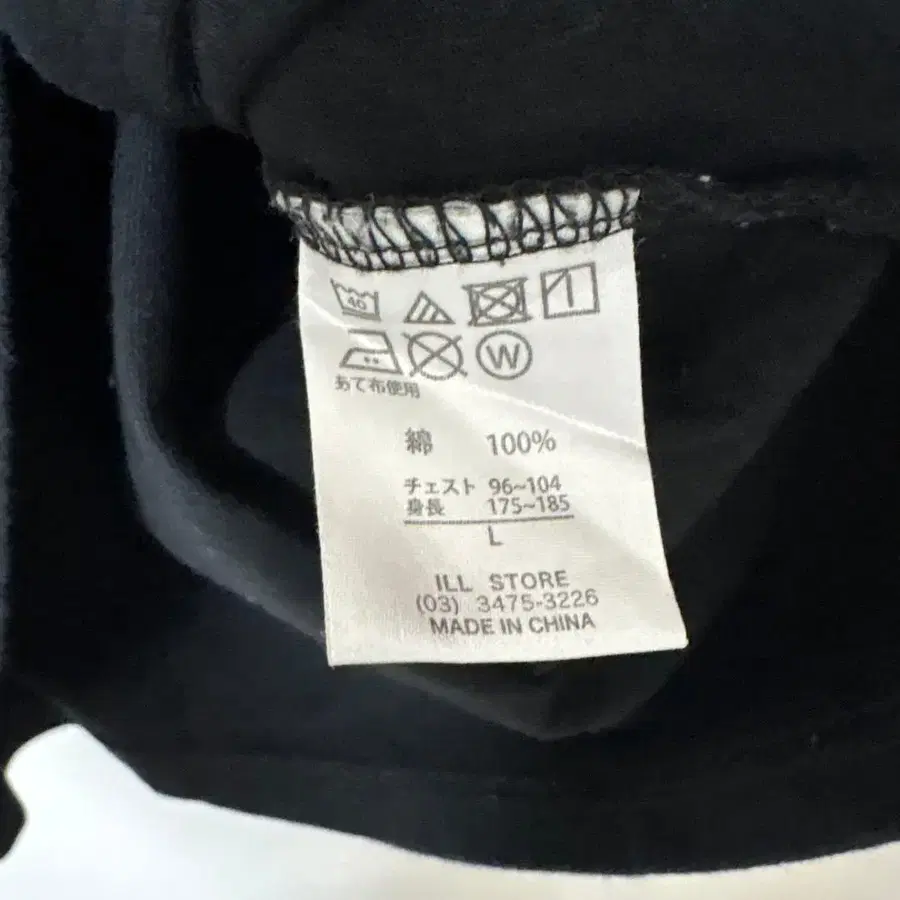 40
W
あて布使用
綿 100%
チェスト 96~104
身長 175~185
L
ILL STORE
(03) 3475-3226
MADE IN CHINA